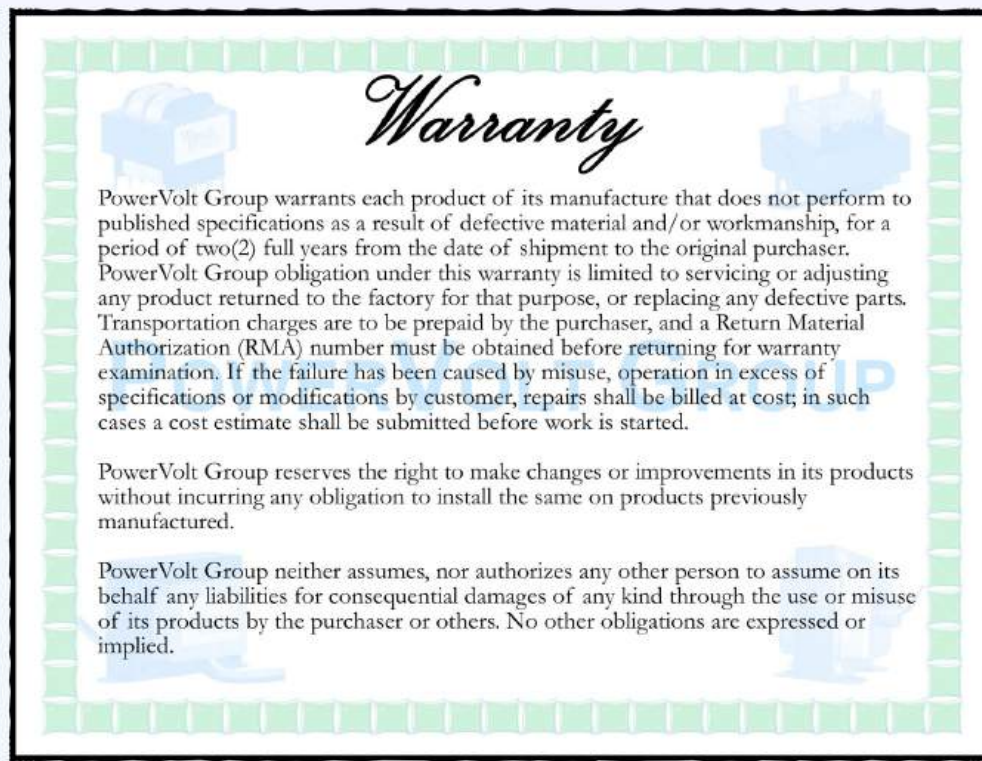 Warranty
PowerVolt Group warrants each product of its manufacture that does not perform to
published specifications as a result of defective material and/or workmanship, for a
period of two(2) full years from the date of shipment to the original purchaser.
PowerVolt Group obligation under this warranty is limited to servicing or adjusting
any product returned to the factory for that purpose, or replacing any defective parts.
Transportation charges are to be prepaid by the purchaser, and a Return Material
Authorization (RMA) number must be obtained before returning for warranty
examination. If the failure has been caused by misuse, operation in excess of
specifications or modifications by customer, repairs shall be billed at cost; in such
cases a cost estimate shall be submitted before work is started.
POWERVOLT GROUP
PowerVolt Group reserves the right to make changes or improvements in its products
without incurring any obligation to install the same on products previously
manufactured.
PowerVolt Group neither assumes, nor authorizes any other person to assume on its
behalf any liabilities for consequential damages of any kind through the use or misuse
of its products by the purchaser or others. No other obligations are expressed or
implied.